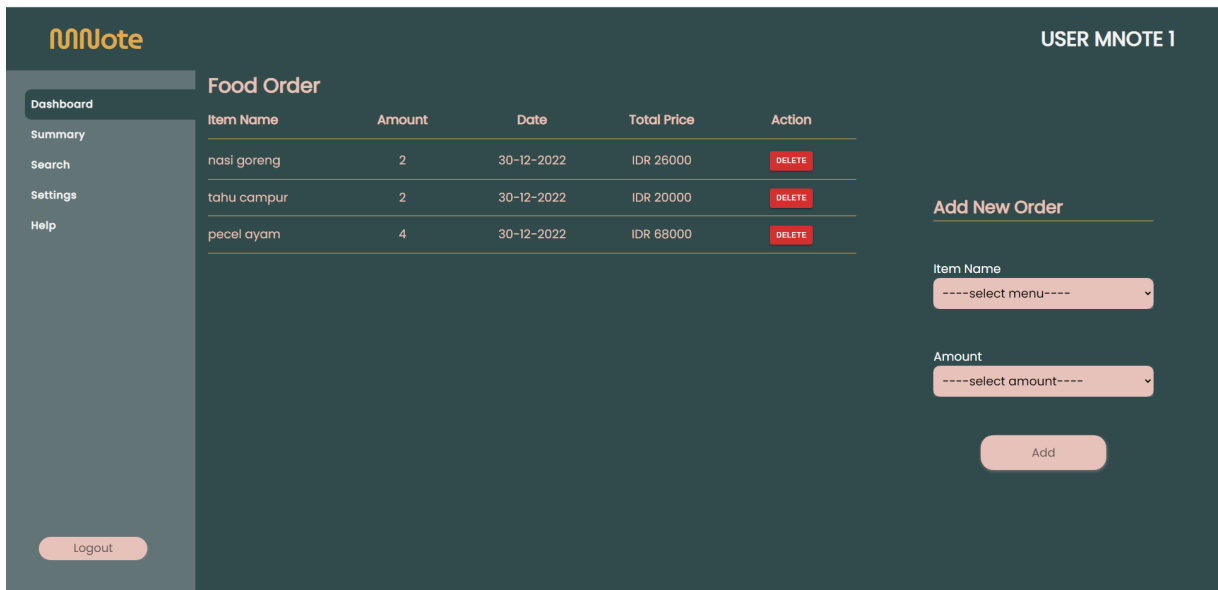 MNote
USER MNOTE 1
Dashboard
Summary
Search
Settings
Help
Logout
Food Order
Item Name Amount Date Total Price Action
nasi goreng 2 30-12-2022 IDR 26000 DELETE
tahu campur 2 30-12-2022 IDR 20000 DELETE
pecel ayam 4 30-12-2022 IDR 68000 DELETE
Add New Order
Item Name
----select menu----
Amount
----select amount----
Add